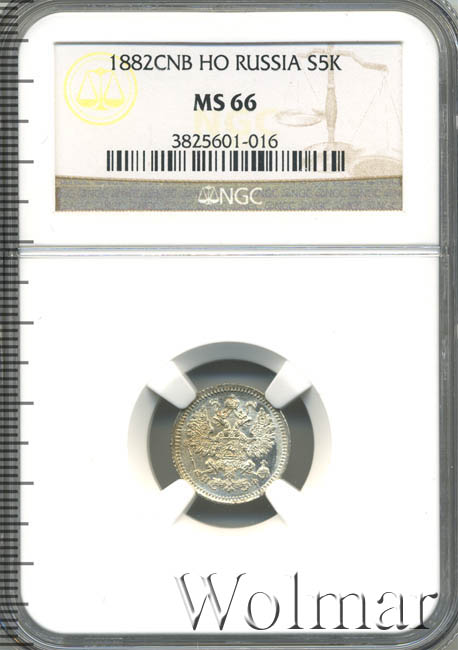 1882CNB HO RUSSIA S5K
MS 66
3825601-016
NGC
Wolmar